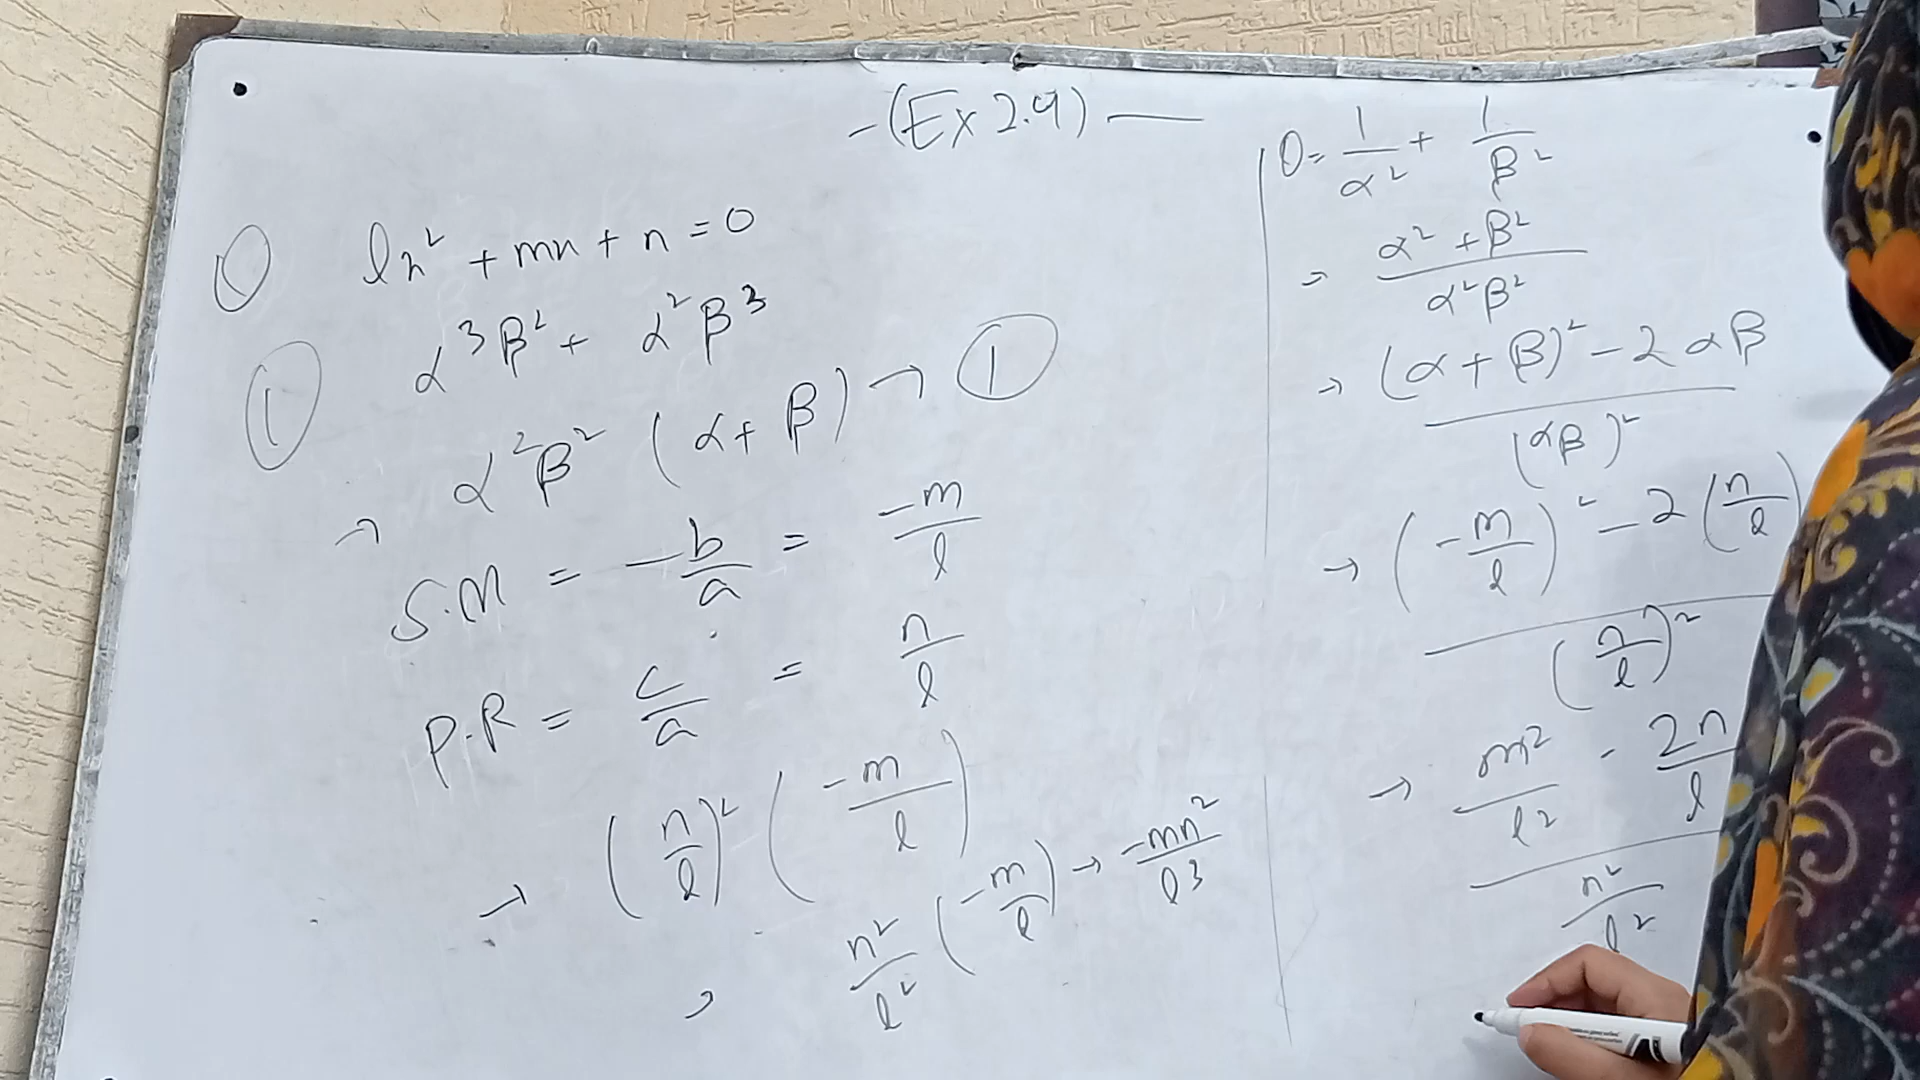 -(Ex 2.4)—
① lx² + mx + n = 0
① α³β² + α²β³
→ α²β² (α+β) → ①
S.M = -b/a = -m/l
P.R = c/a = n/l
→ (n/l)² (-m/l)
, n²/l² (-m/l) → -mn²/l³
= 1/α² + 1/β²
= α² + β² / α²β²
→ (α+β)² - 2αβ / (αβ)²
→ (-m/l)² - 2(n/l) / (n/l)²
→ m²/l² - 2n/l / n²/l²